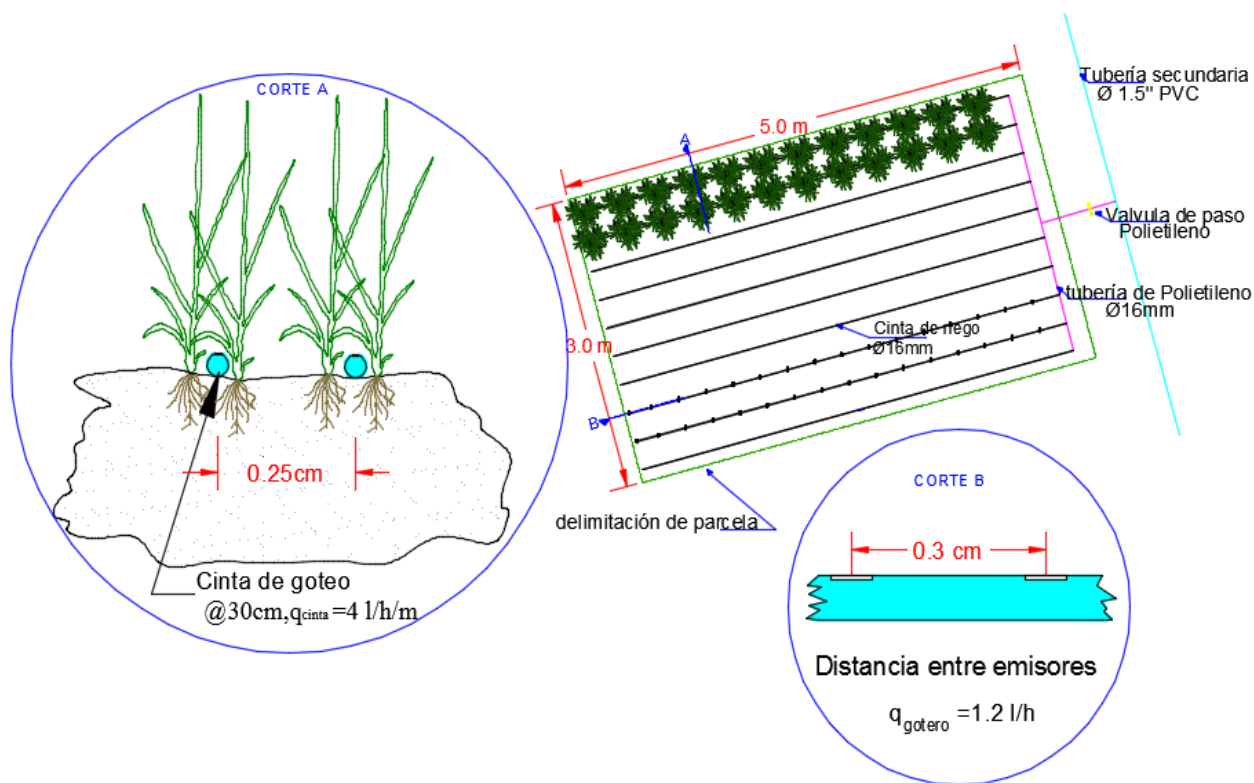 CORTE A
0.25cm
Cinta de goteo
@30cm,qcinta=4 l/h/m
5.0 m
A
3.0 m
B
Tubería secundaria
Ø 1.5" PVC
Valvula de paso
Polietileno
tubería de Polietileno
Ø16mm
Cinta de riego
Ø16mm
delimitación de parcela
CORTE B
0.3 cm
Distancia entre emisores
qgotero =1.2 l/h